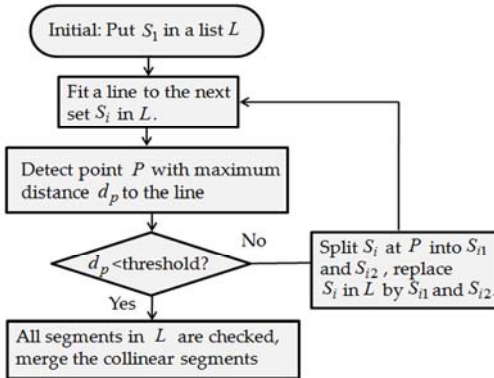 Initial: Put S₁ in a list L
Fit a line to the next
set Sᵢ in L.
Detect point P with maximum
distance dₚ to the line
dₚ<threshold?
No
Split Sᵢ at P into Sᵢ₁
and Sᵢ₂, replace
Sᵢ in L by Sᵢ₁ and Sᵢ₂.
Yes
All segments in L are checked,
merge the collinear segments